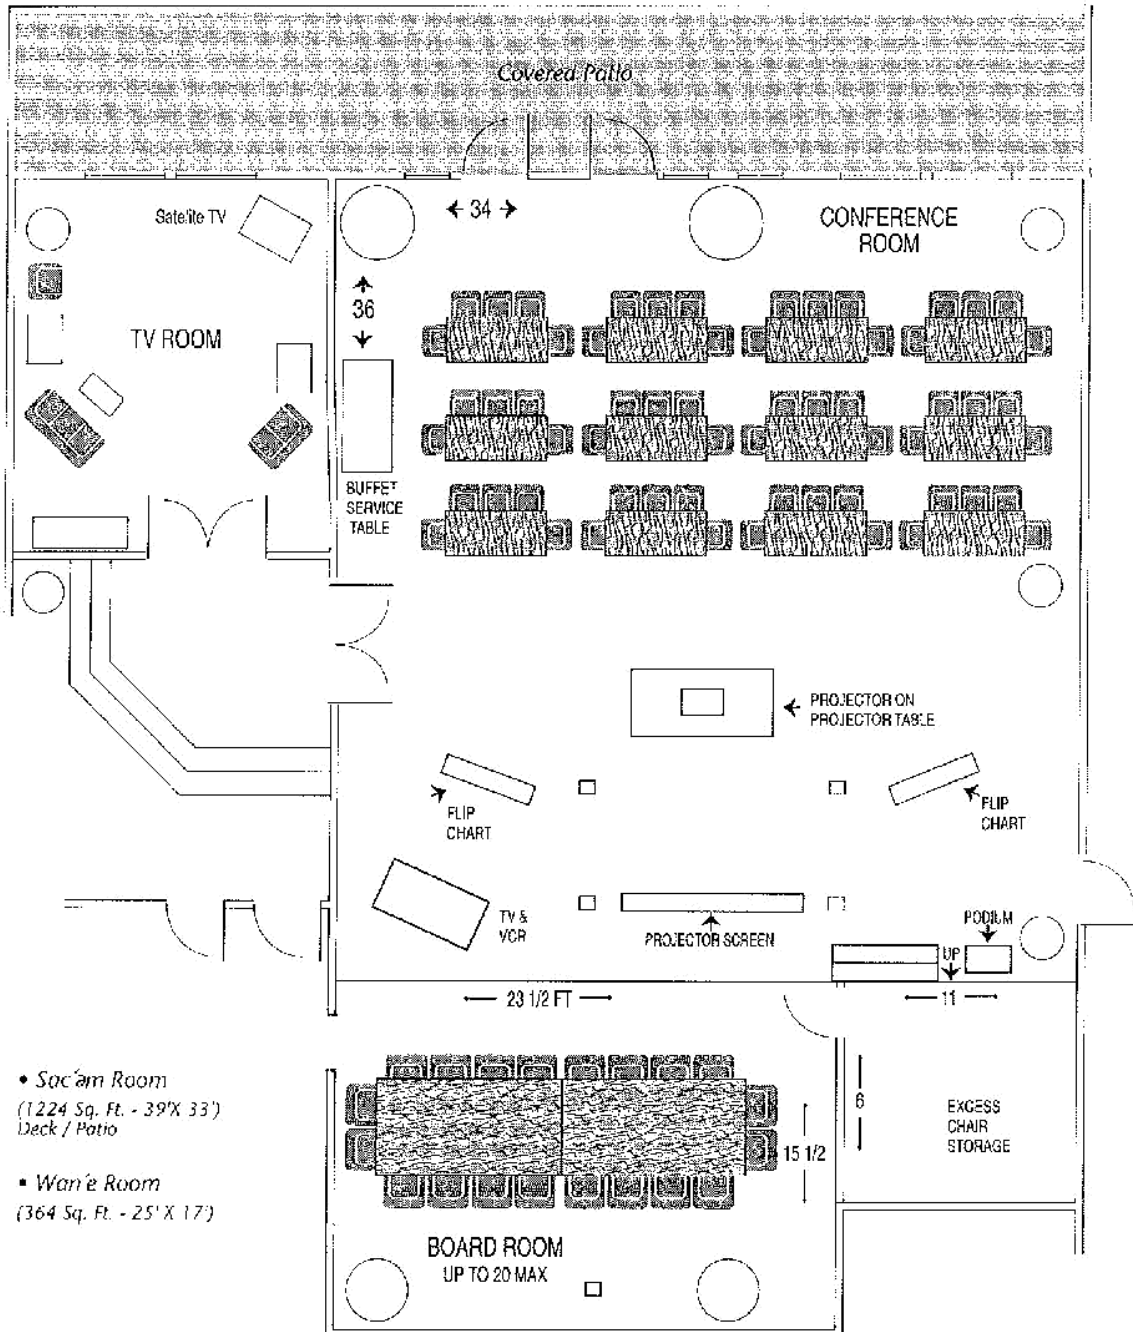 Covered Patio
Satelite TV
34
CONFERENCE
ROOM
36
TV ROOM
BUFFET
SERVICE
TABLE
PROJECTOR ON
PROJECTOR TABLE
FLIP
CHART
FLIP
CHART
TV &
VCR
PROJECTOR SCREEN
PODIUM
UP
23 1/2 FT
11
• Sac'am Room
(1224 Sq. Ft. - 39'X 33')
Deck / Patio
6
EXCESS
CHAIR
STORAGE
15 1/2
• Wan'e Room
(364 Sq. Ft. - 25' X 17')
BOARD ROOM
UP TO 20 MAX